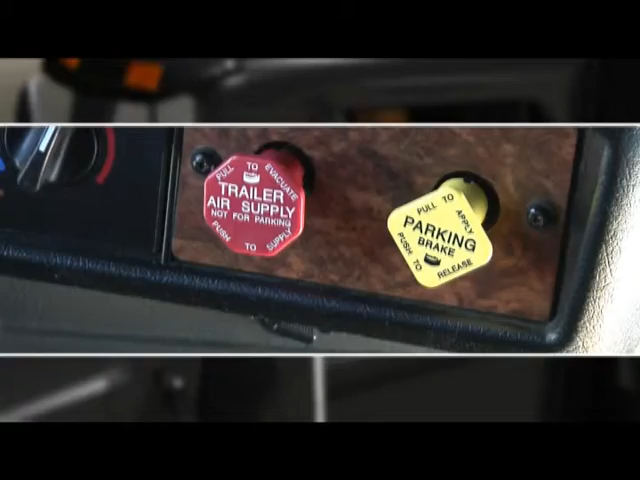 PULL TO EVACUATE
TRAILER
AIR SUPPLY
NOT FOR PARKING
PUSH TO SUPPLY
PULL TO APPLY
PARKING
BRAKE
PUSH TO RELEASE